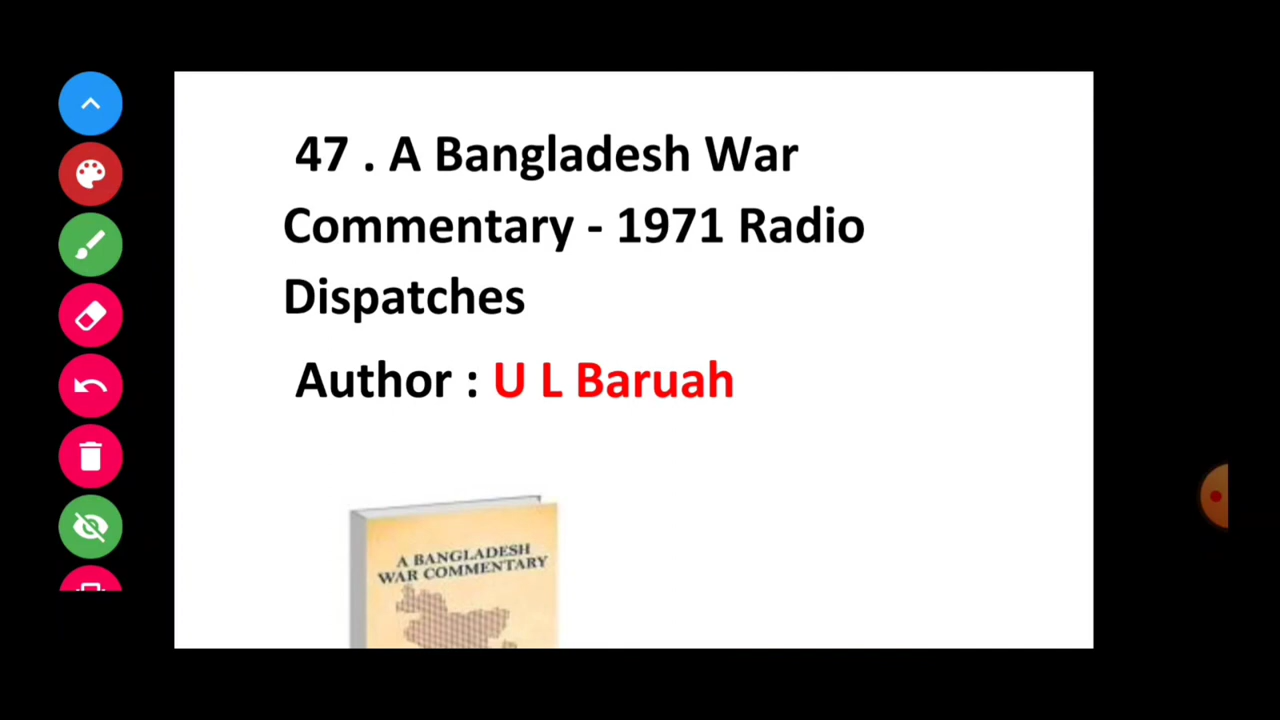 47 . A Bangladesh War
Commentary - 1971 Radio
Dispatches
Author : U L Baruah
A BANGLADESH
WAR COMMENTARY